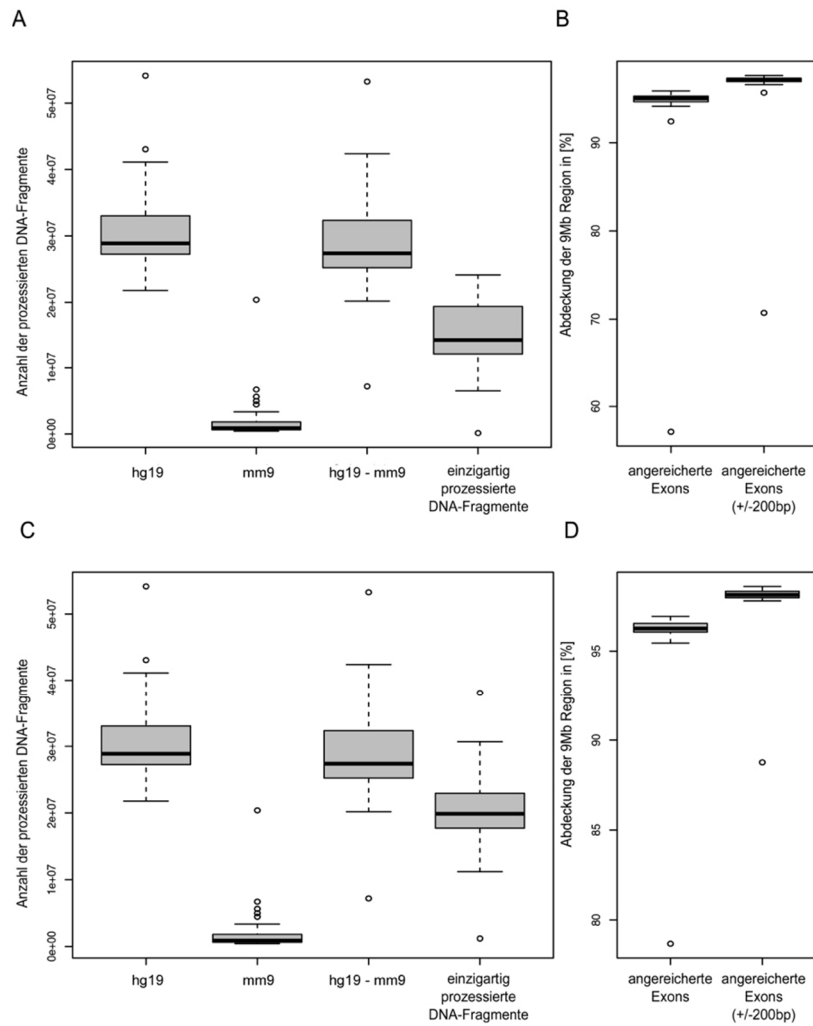 A
B
Anzahl der prozessierten DNA-Fragmente
0e+00 1e+07 2e+07 3e+07 4e+07 5e+07
hg19 mm9 hg19 - mm9 einzigartig
prozessierte
DNA-Fragmente
Abdeckung der 9Mb Region in [%]
60 70 80 90
angereicherte angereicherte
Exons Exons
(+/-200bp)
C
D
Anzahl der prozessierten DNA-Fragmente
0e+00 1e+07 2e+07 3e+07 4e+07 5e+07
hg19 mm9 hg19 - mm9 einzigartig
prozessierte
DNA-Fragmente
Abdeckung der 9Mb Region in [%]
80 85 90 95
angereicherte angereicherte
Exons Exons
(+/-200bp)